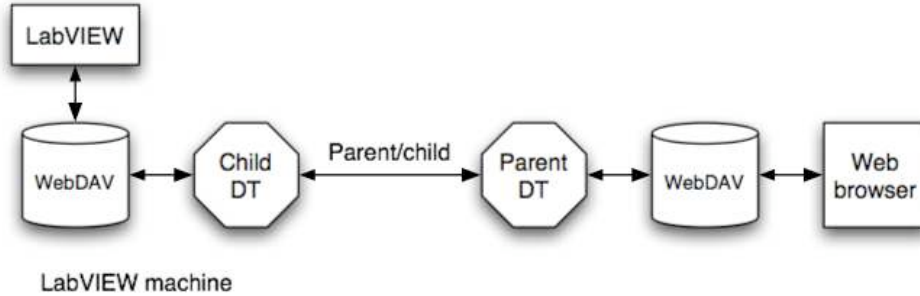 LabVIEW
WebDAV
Child
DT
Parent/child
Parent
DT
WebDAV
Web
browser
LabVIEW machine